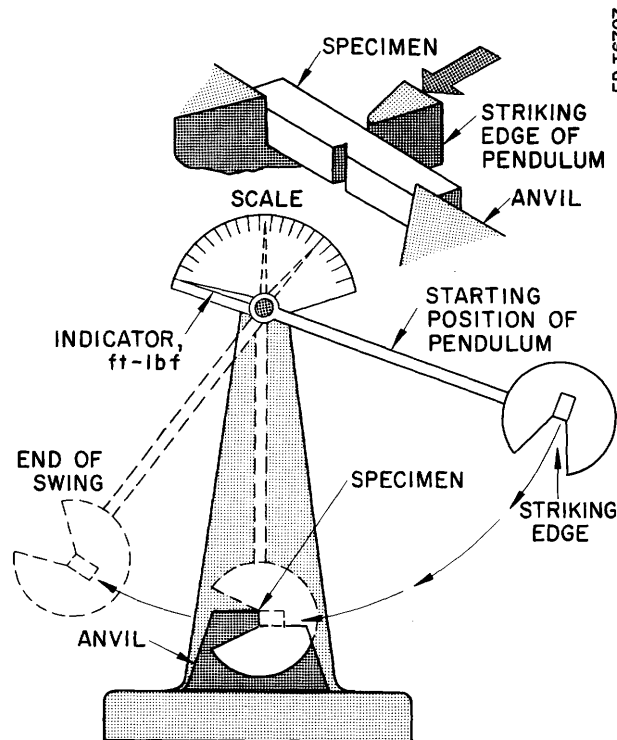 SPECIMEN
STRIKING
EDGE OF
PENDULUM
ANVIL
SCALE
STARTING
POSITION OF
PENDULUM
INDICATOR,
ft-lbf
END OF
SWING
SPECIMEN
STRIKING
EDGE
ANVIL